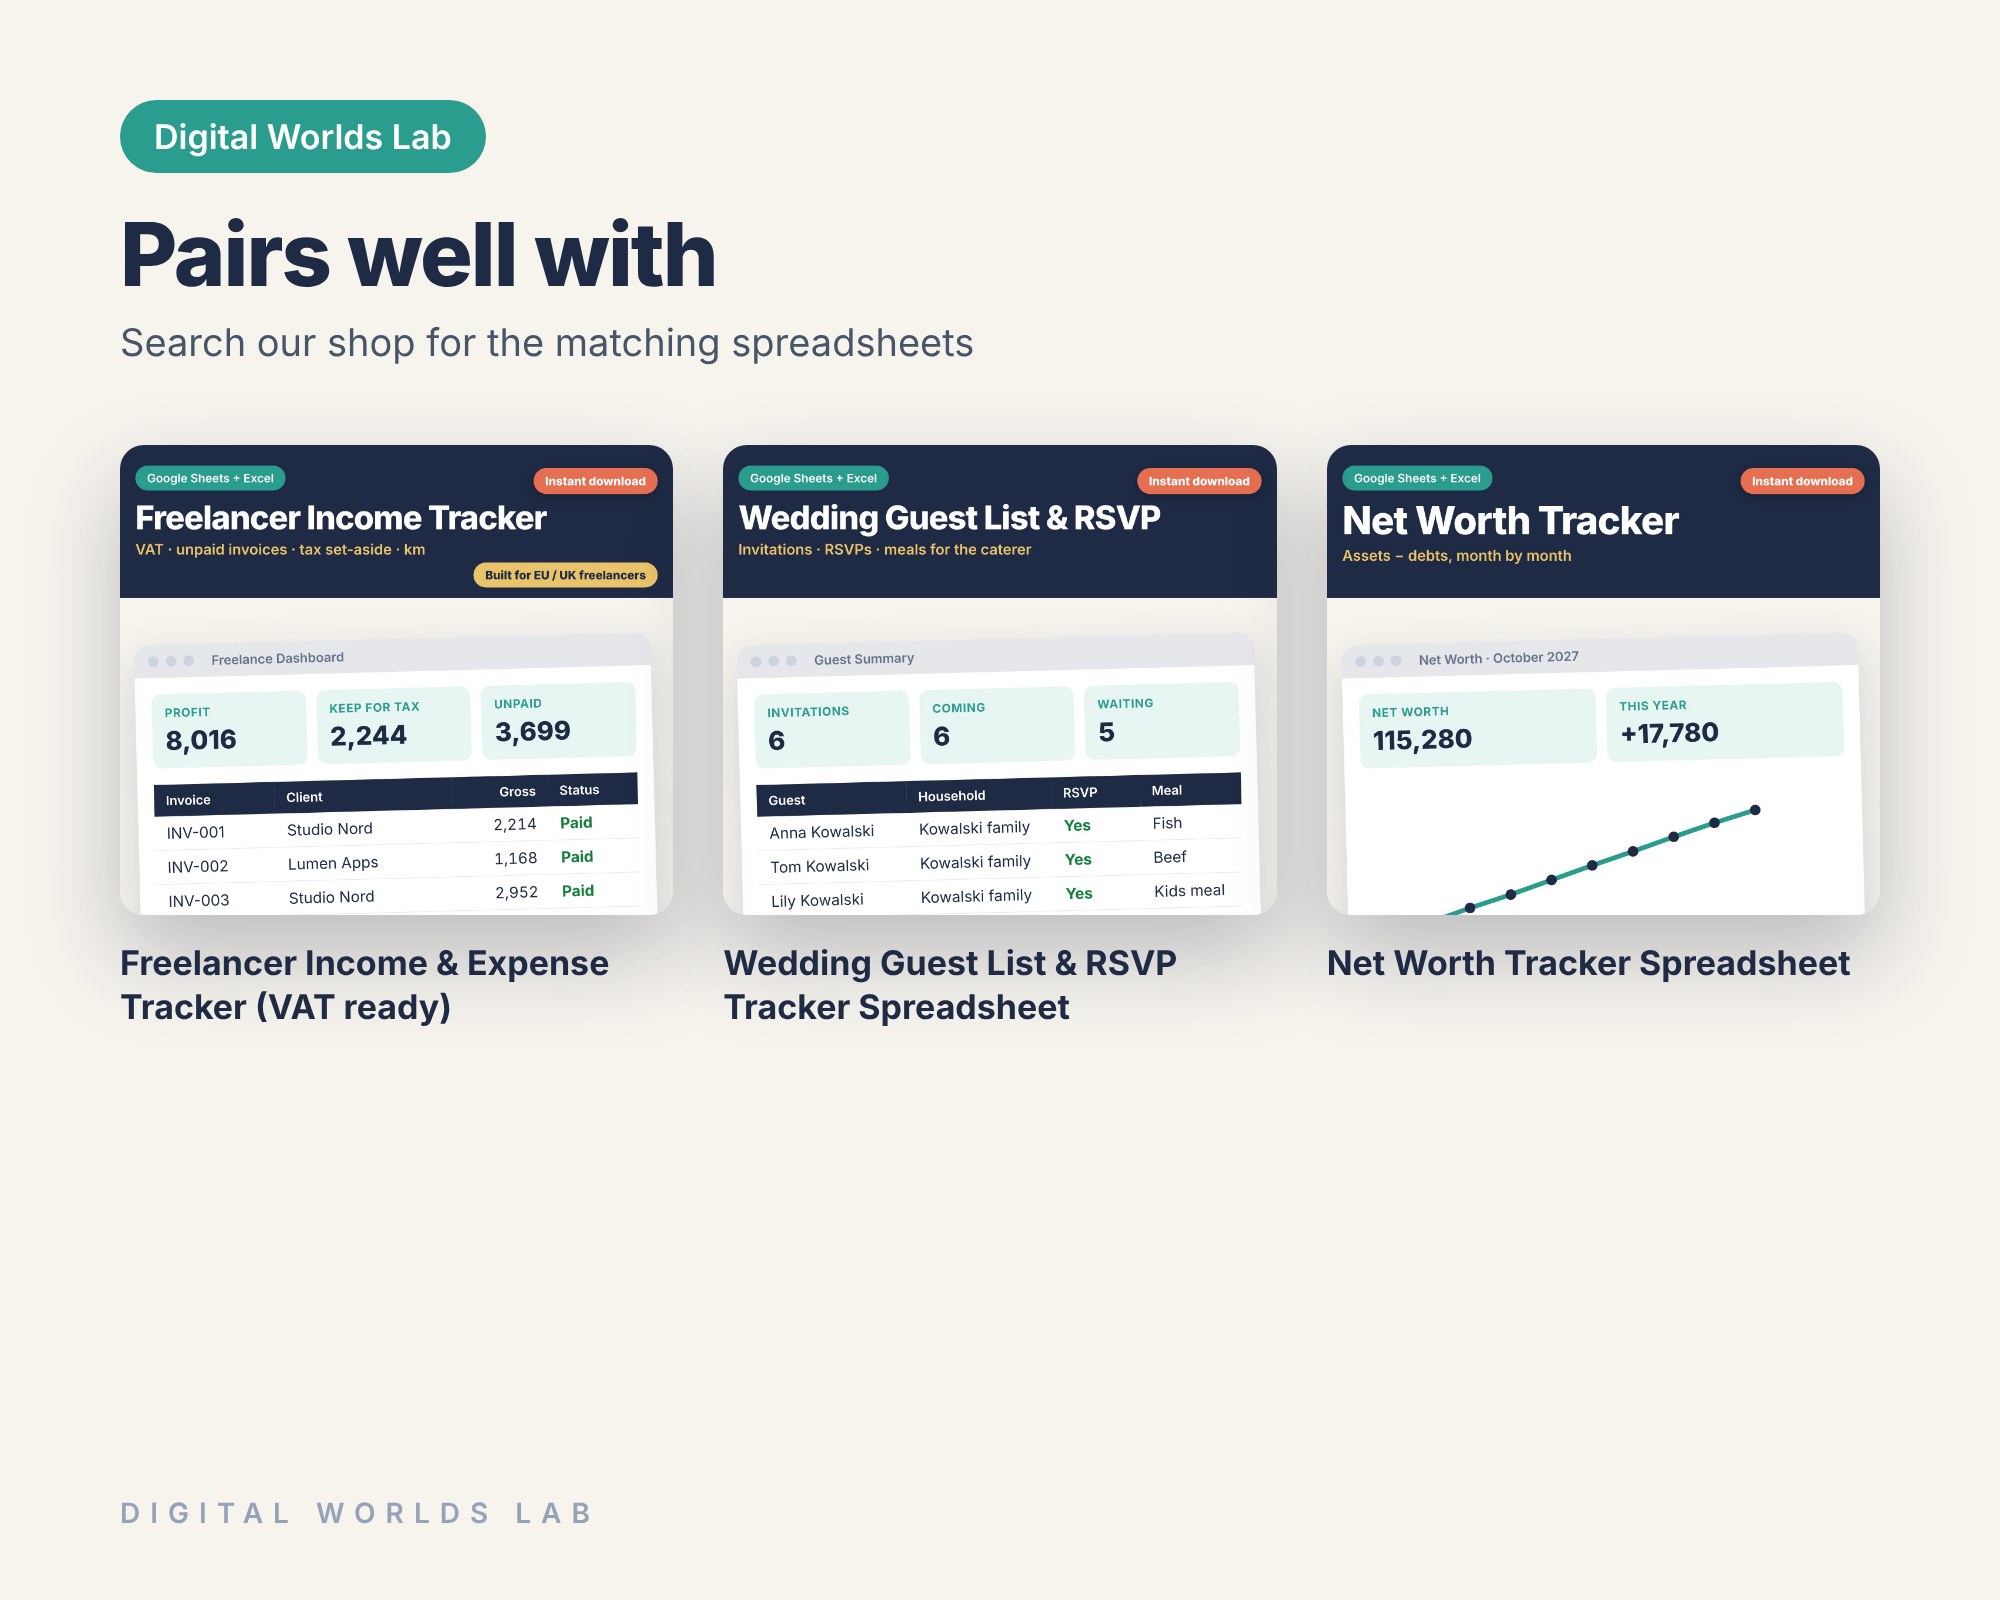 Digital Worlds Lab
Pairs well with
Search our shop for the matching spreadsheets
Google Sheets + Excel
Instant download
Freelancer Income Tracker
VAT · unpaid invoices · tax set-aside · km
Built for EU / UK freelancers
Freelance Dashboard
PROFIT
8,016
KEEP FOR TAX
2,244
UNPAID
3,699
Invoice Client Gross Status
INV-001 Studio Nord 2,214 Paid
INV-002 Lumen Apps 1,168 Paid
INV-003 Studio Nord 2,952 Paid
Freelancer Income & Expense
Tracker (VAT ready)
Google Sheets + Excel
Instant download
Wedding Guest List & RSVP
Invitations · RSVPs · meals for the caterer
Guest Summary
INVITATIONS
6
COMING
6
WAITING
5
Guest Household RSVP Meal
Anna Kowalski Kowalski family Yes Fish
Tom Kowalski Kowalski family Yes Beef
Lily Kowalski Kowalski family Yes Kids meal
Wedding Guest List & RSVP
Tracker Spreadsheet
Google Sheets + Excel
Instant download
Net Worth Tracker
Assets – debts, month by month
Net Worth · October 2027
NET WORTH
115,280
THIS YEAR
+17,780
Net Worth Tracker Spreadsheet
DIGITAL WORLDS LAB